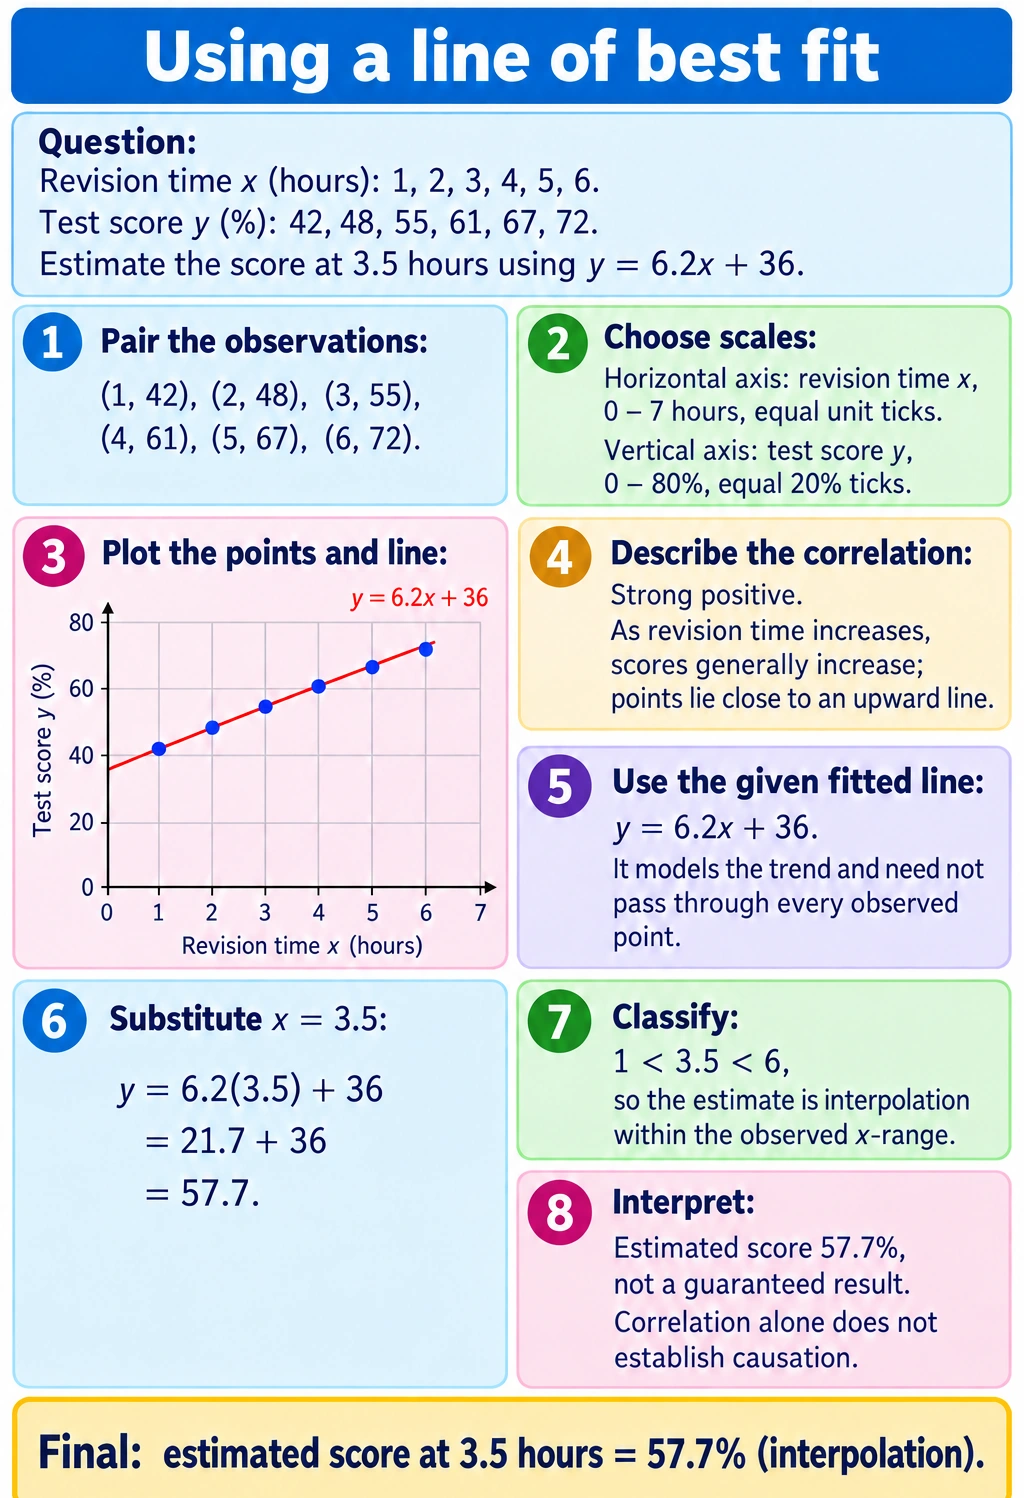 Using a line of best fit
Question:
Revision time x (hours): 1, 2, 3, 4, 5, 6.
Test score y (%): 42, 48, 55, 61, 67, 72.
Estimate the score at 3.5 hours using y = 6.2x + 36.
1 Pair the observations:
(1, 42), (2, 48), (3, 55),
(4, 61), (5, 67), (6, 72).
2 Choose scales:
Horizontal axis: revision time x,
0 – 7 hours, equal unit ticks.
Vertical axis: test score y,
0 – 80%, equal 20% ticks.
3 Plot the points and line:
y = 6.2x + 36
80
60
40
20
0
Test score y (%)
0 1 2 3 4 5 6 7
Revision time x (hours)
4 Describe the correlation:
Strong positive.
As revision time increases,
scores generally increase;
points lie close to an upward line.
5 Use the given fitted line:
y = 6.2x + 36.
It models the trend and need not
pass through every observed
point.
6 Substitute x = 3.5:
y = 6.2(3.5) + 36
= 21.7 + 36
= 57.7.
7 Classify:
1 < 3.5 < 6,
so the estimate is interpolation
within the observed x-range.
8 Interpret:
Estimated score 57.7%,
not a guaranteed result.
Correlation alone does not
establish causation.
Final: estimated score at 3.5 hours = 57.7% (interpolation).